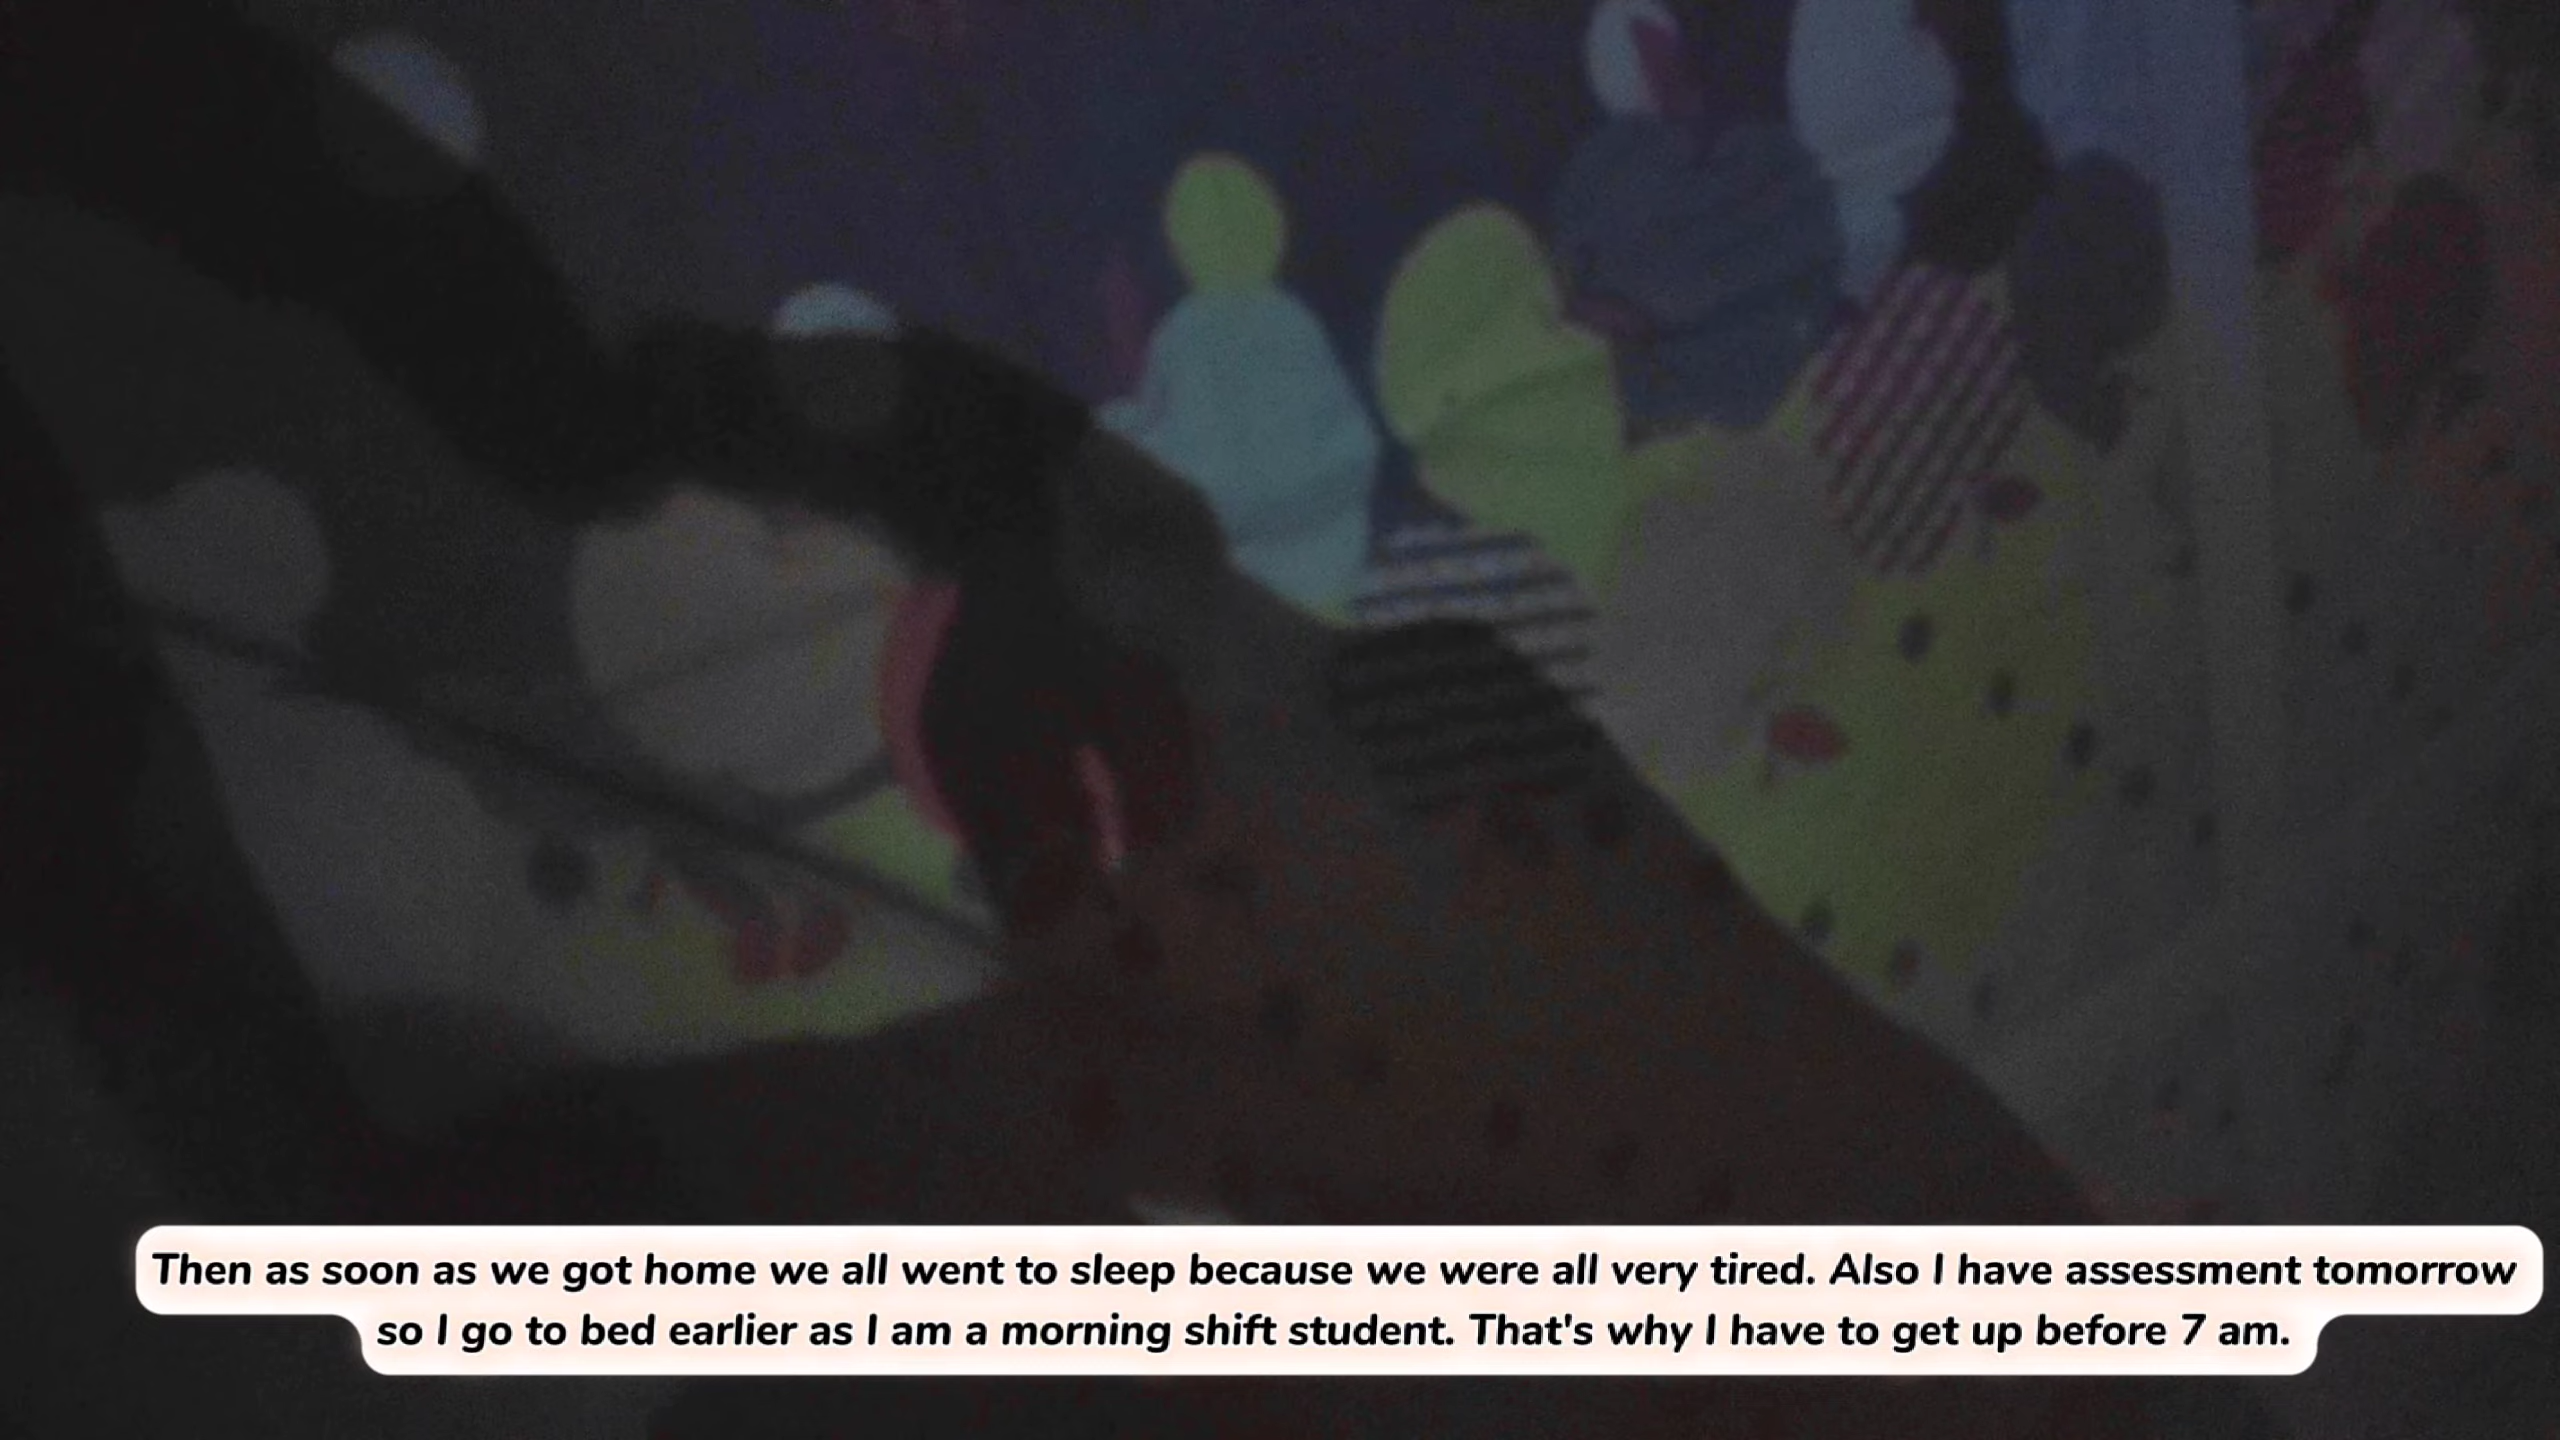 Then as soon as we got home we all went to sleep because we were all very tired. Also I have assessment tomorrow
so I go to bed earlier as I am a morning shift student. That's why I have to get up before 7 am.